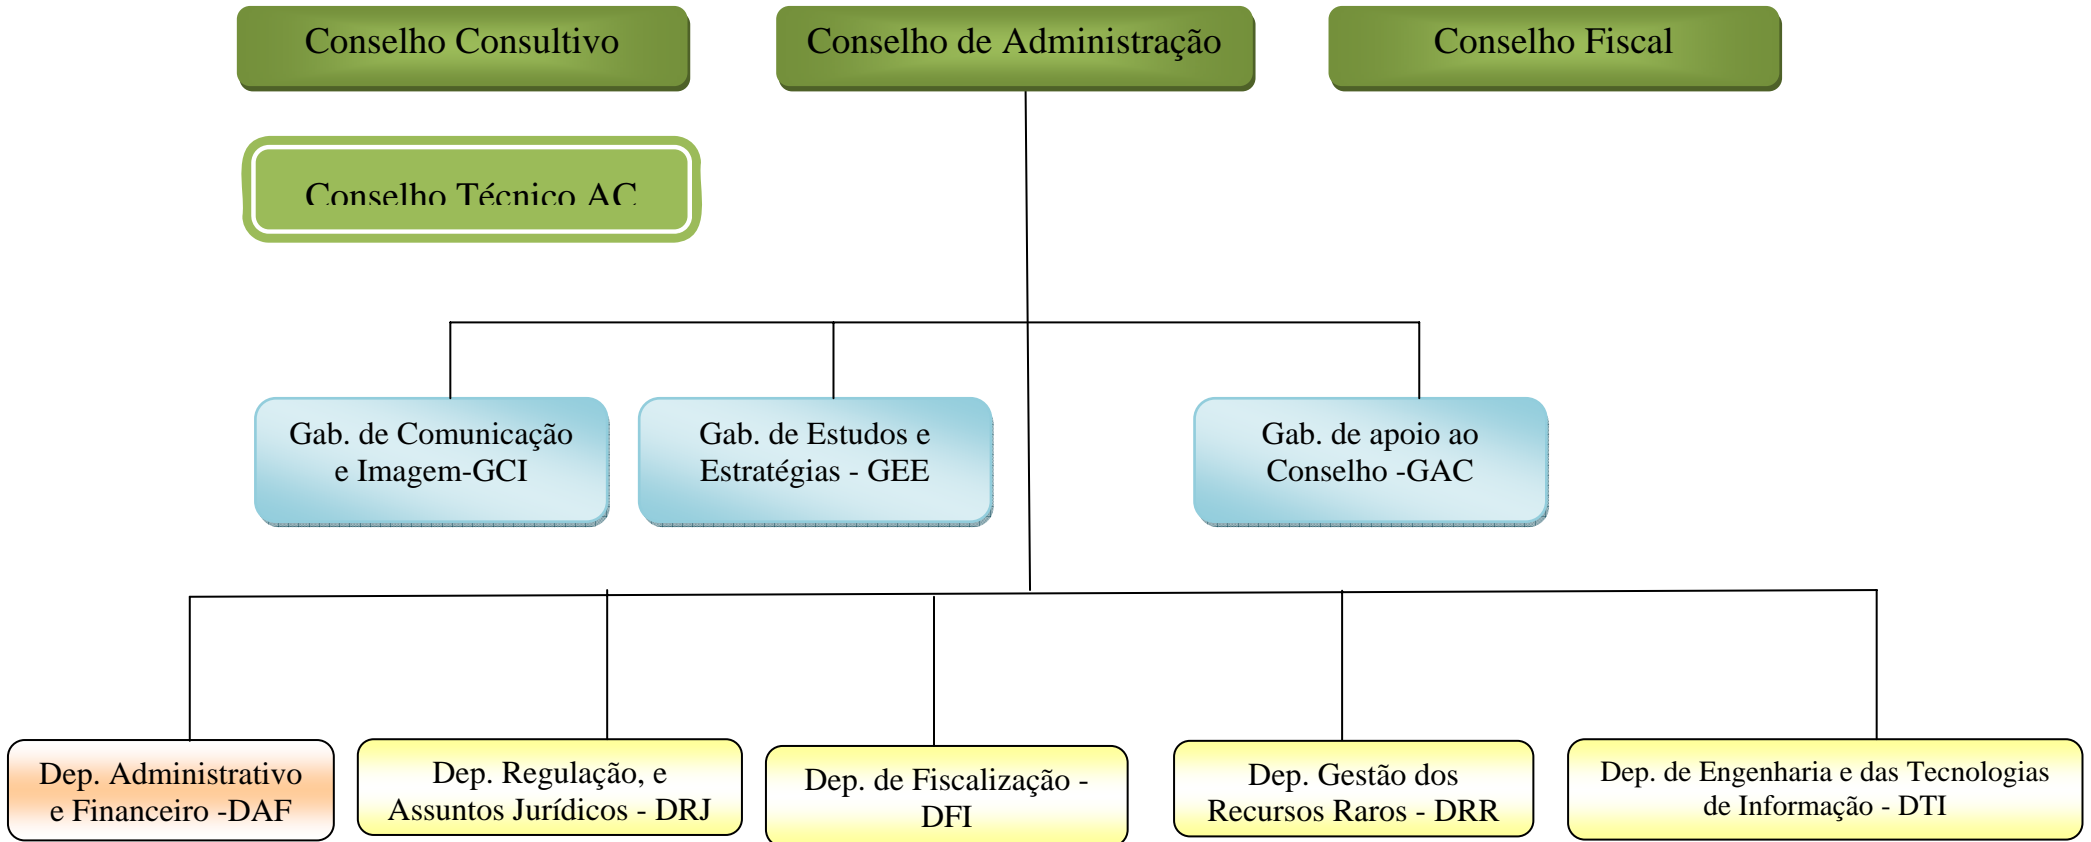 Conselho Consultivo
Conselho de Administração
Conselho Fiscal
Conselho Técnico AC
Gab. de Comunicação
e Imagem-GCI
Gab. de Estudos e
Estratégias - GEE
Gab. de apoio ao
Conselho -GAC
Dep. Administrativo
e Financeiro -DAF
Dep. Regulação, e
Assuntos Jurídicos - DRJ
Dep. de Fiscalização -
DFI
Dep. Gestão dos
Recursos Raros - DRR
Dep. de Engenharia e das Tecnologias
de Informação - DTI